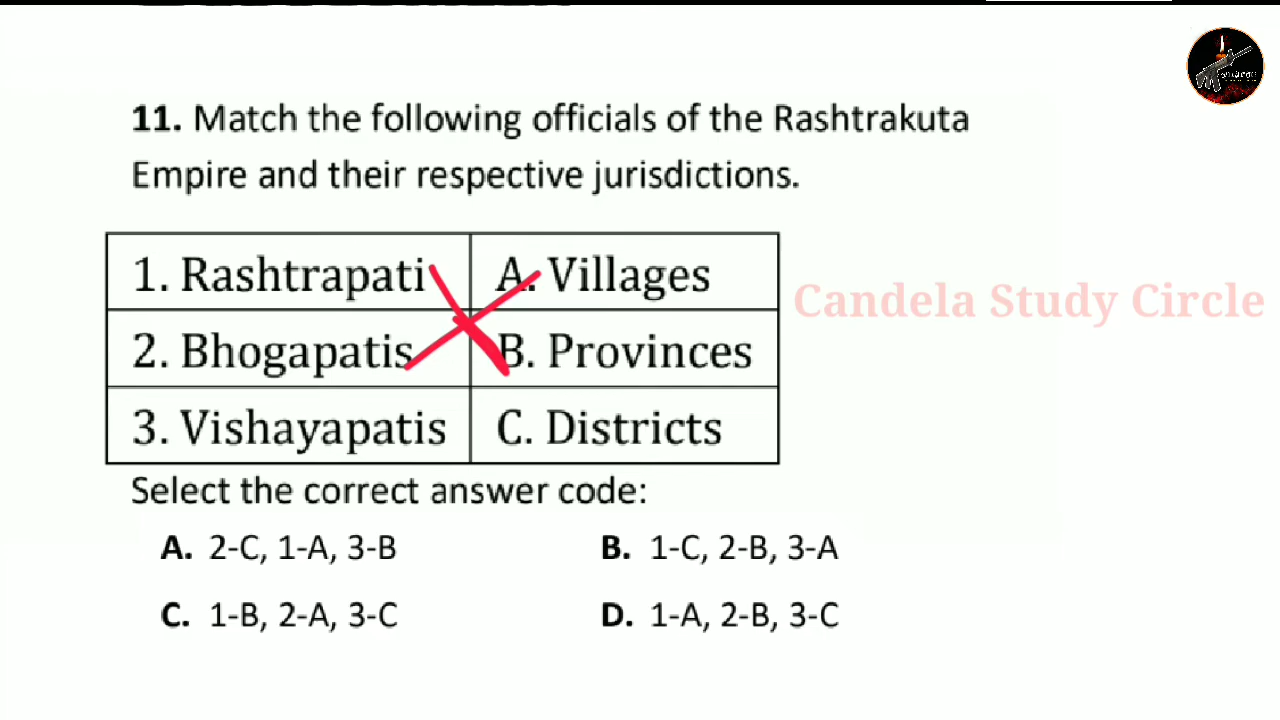 11. Match the following officials of the Rashtrakuta
Empire and their respective jurisdictions.
1. Rashtrapati A. Villages
Candela Study Circle
2. Bhogapatis B. Provinces
3. Vishayapatis C. Districts
Select the correct answer code:
A. 2-C, 1-A, 3-B B. 1-C, 2-B, 3-A
C. 1-B, 2-A, 3-C D. 1-A, 2-B, 3-C